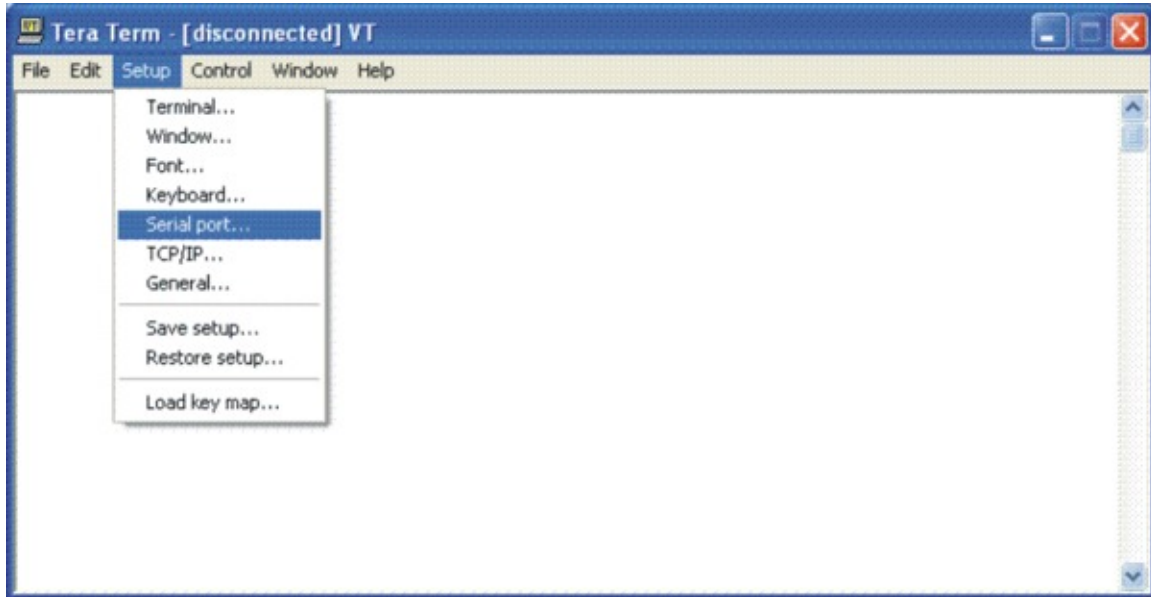 Tera Term - [disconnected] VT
File Edit Setup Control Window Help
Terminal...
Window...
Font...
Keyboard...
Serial port...
TCP/IP...
General...
Save setup...
Restore setup...
Load key map...